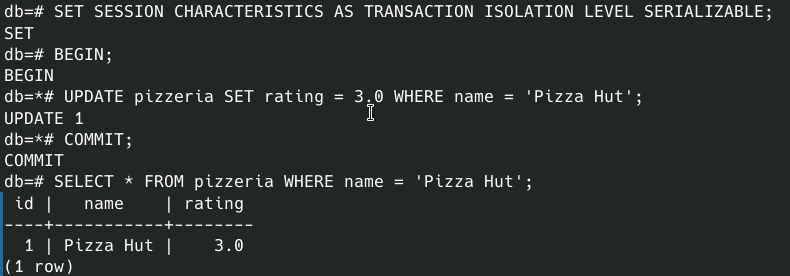 db=# SET SESSION CHARACTERISTICS AS TRANSACTION ISOLATION LEVEL SERIALIZABLE;
SET
db=# BEGIN;
BEGIN
db=*# UPDATE pizzeria SET rating = 3.0 WHERE name = 'Pizza Hut';
UPDATE 1
db=*# COMMIT;
COMMIT
db=# SELECT * FROM pizzeria WHERE name = 'Pizza Hut';
 id |   name    | rating
----+-----------+--------
  1 | Pizza Hut |    3.0
(1 row)